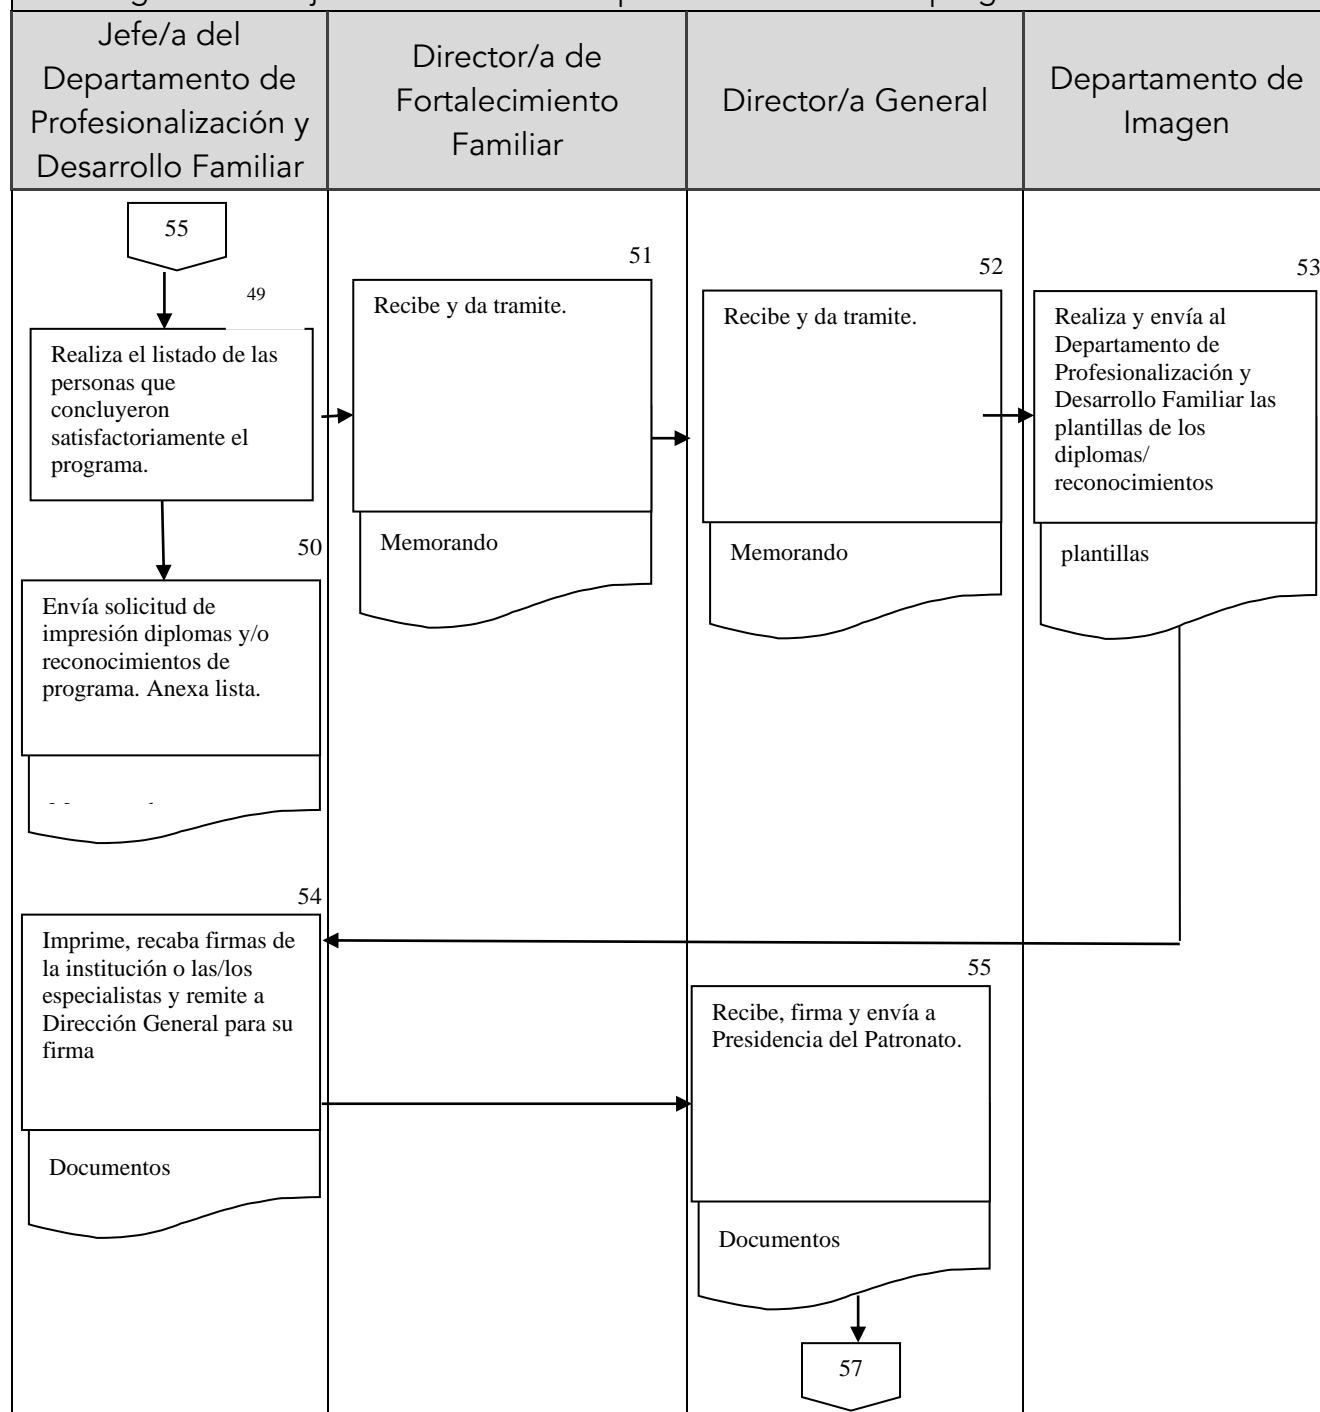 Jefe/a del
Departamento de
Profesionalización y
Desarrollo Familiar
Director/a de
Fortalecimiento
Familiar
Director/a General
Departamento de
Imagen
55
49
Realiza el listado de las
personas que
concluyeron
satisfactoriamente el
programa.
50
Envía solicitud de
impresión diplomas y/o
reconocimientos de
programa. Anexa lista.
51
Recibe y da tramite.
Memorando
52
Recibe y da tramite.
Memorando
53
Realiza y envía al
Departamento de
Profesionalización y
Desarrollo Familiar las
plantillas de los
diplomas/
reconocimientos
plantillas
54
Imprime, recaba firmas de
la institución o las/los
especialistas y remite a
Dirección General para su
firma
Documentos
55
Recibe, firma y envía a
Presidencia del Patronato.
Documentos
57